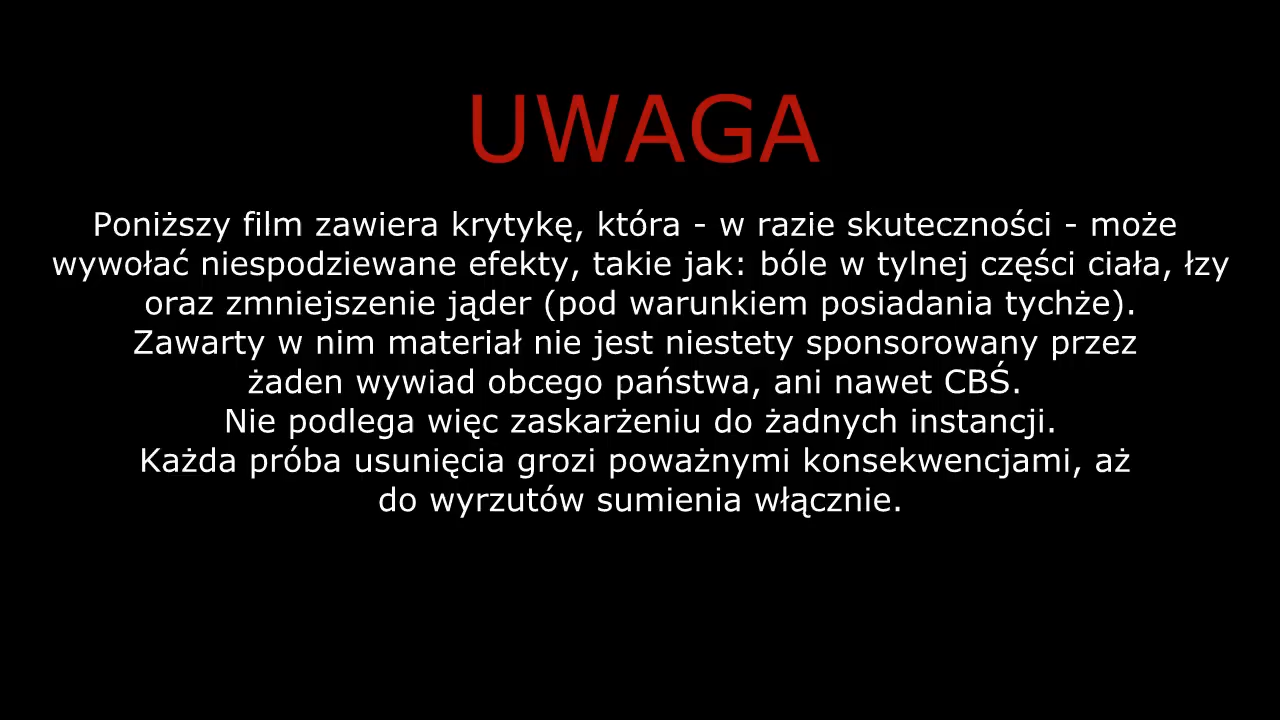 UWAGA
Poniższy film zawiera krytykę, która - w razie skuteczności - może
wywołać niespodziewane efekty, takie jak: bóle w tylnej części ciała, łzy
oraz zmniejszenie jąder (pod warunkiem posiadania tychże).
Zawarty w nim materiał nie jest niestety sponsorowany przez
żaden wywiad obcego państwa, ani nawet CBŚ.
Nie podlega więc zaskarżeniu do żadnych instancji.
Każda próba usunięcia grozi poważnymi konsekwencjami, aż
do wyrzutów sumienia włącznie.